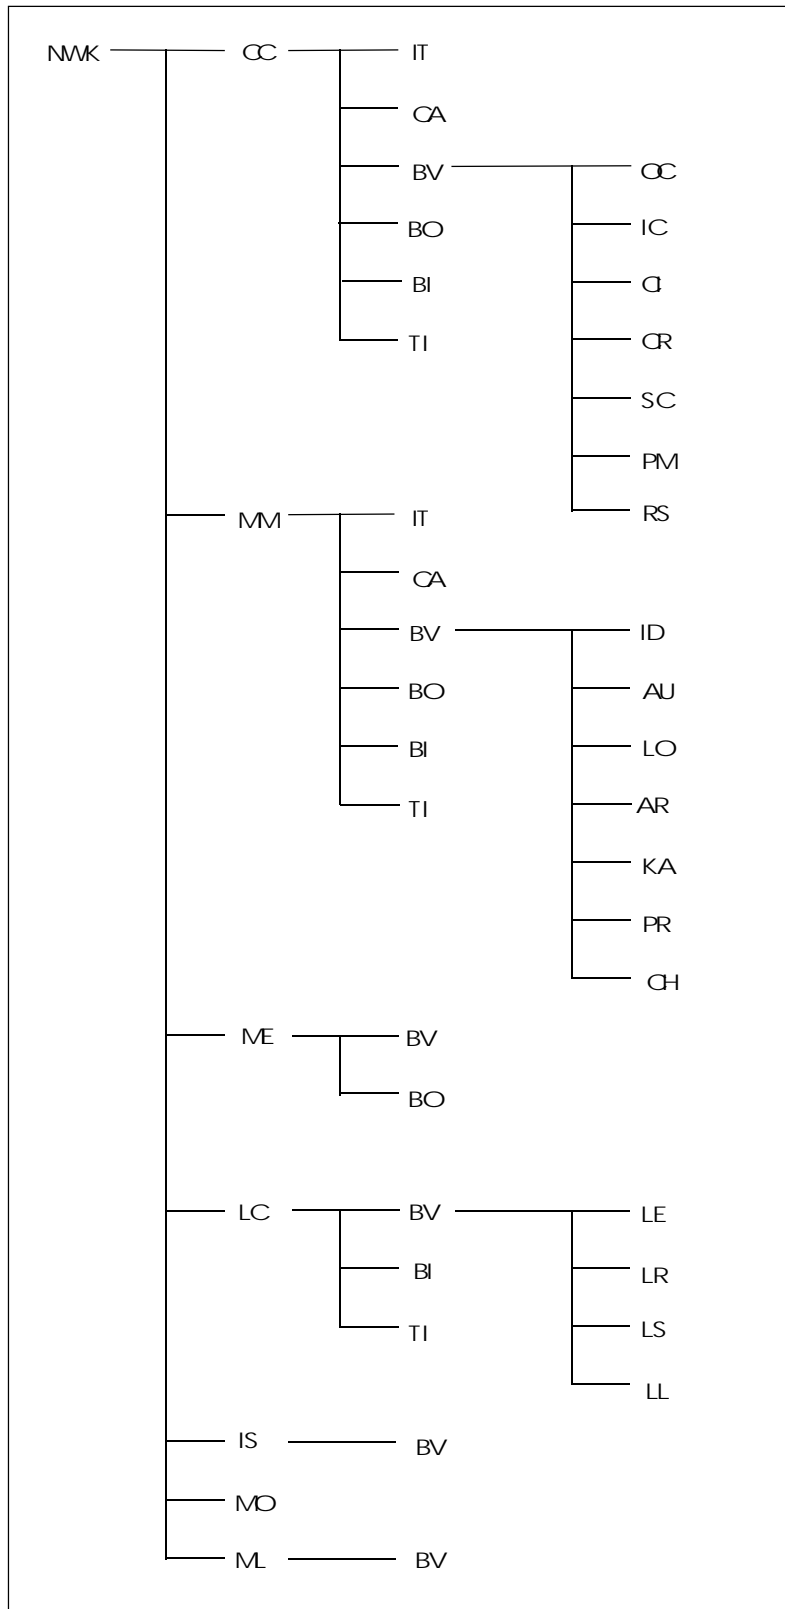 NWK CC IT
CA
BV OC
BO IC
BI CI
TI CR
SC
PM
MM IT RS
CA
BV ID
BO AU
BI LO
TI AR
KA
PR
CH
ME BV
BO
LC BV LE
BI LR
TI LS
LL
IS BV
MO
ML BV